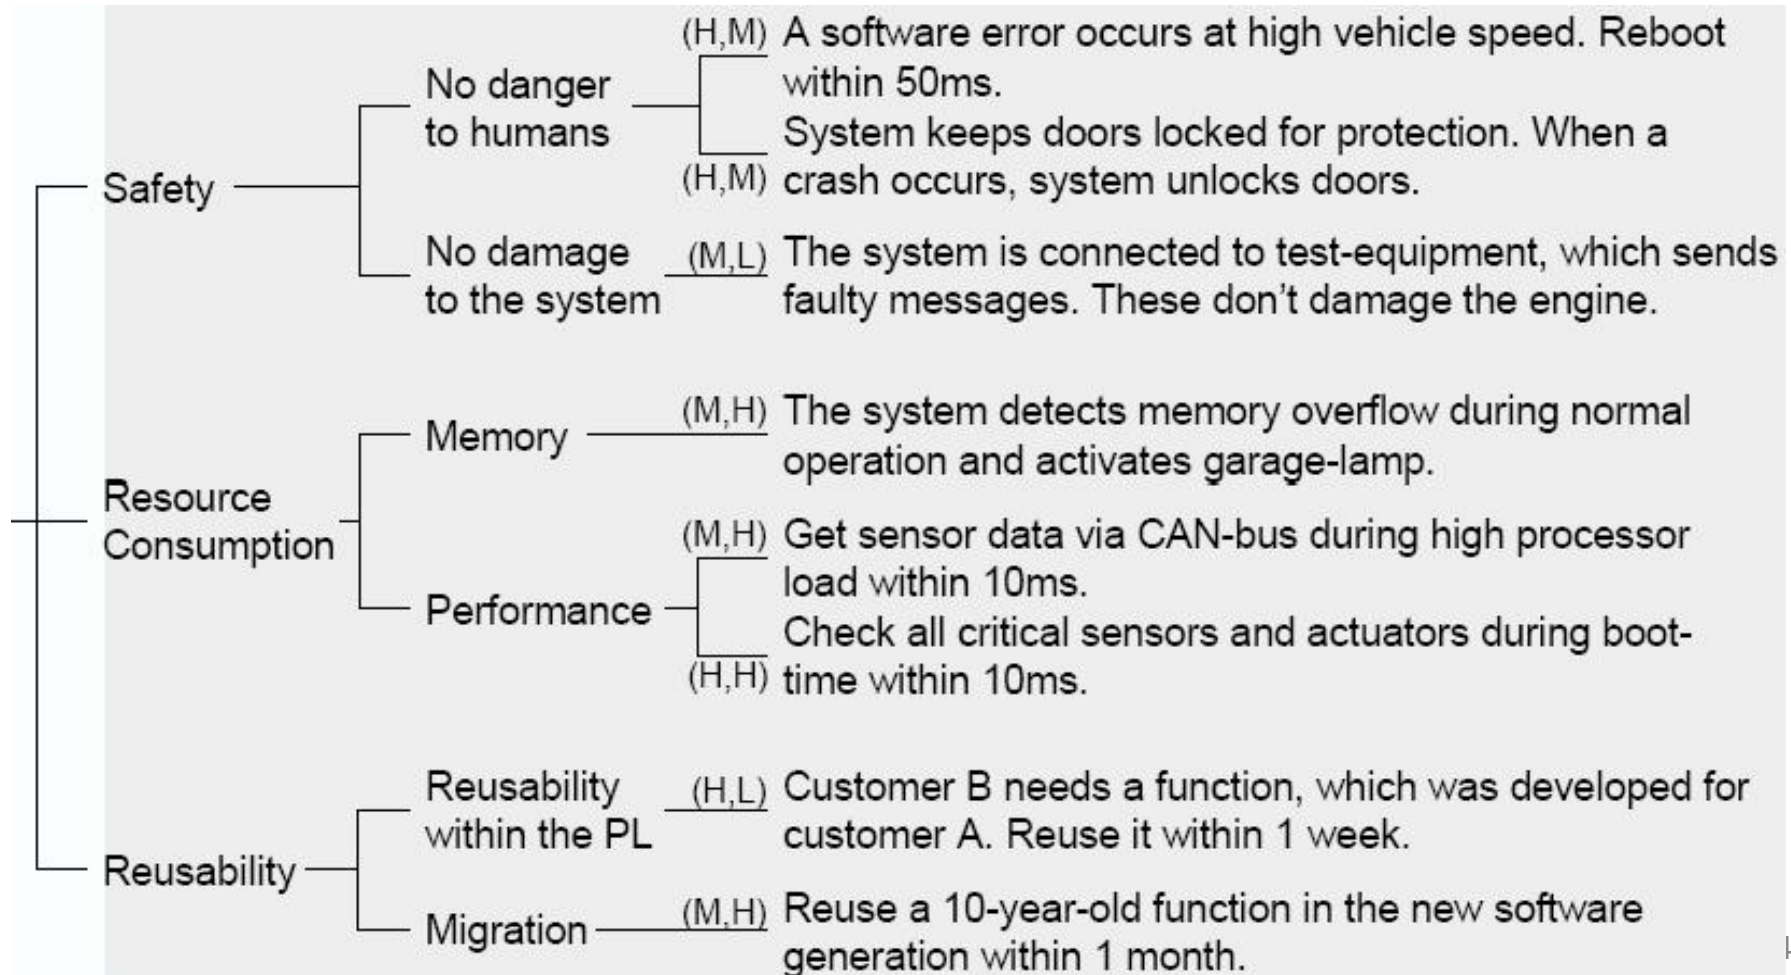 (H,M) A software error occurs at high vehicle speed. Reboot
within 50ms.
No danger
to humans
System keeps doors locked for protection. When a
(H,M) crash occurs, system unlocks doors.
Safety
No damage
to the system
(M,L) The system is connected to test-equipment, which sends
faulty messages. These don't damage the engine.
Resource
Consumption
Memory
(M,H) The system detects memory overflow during normal
operation and activates garage-lamp.
Performance
(M,H) Get sensor data via CAN-bus during high processor
load within 10ms.
Check all critical sensors and actuators during boot-
(H,H) time within 10ms.
Reusability
Reusability
within the PL
(H,L) Customer B needs a function, which was developed for
customer A. Reuse it within 1 week.
Migration
(M,H) Reuse a 10-year-old function in the new software
generation within 1 month.